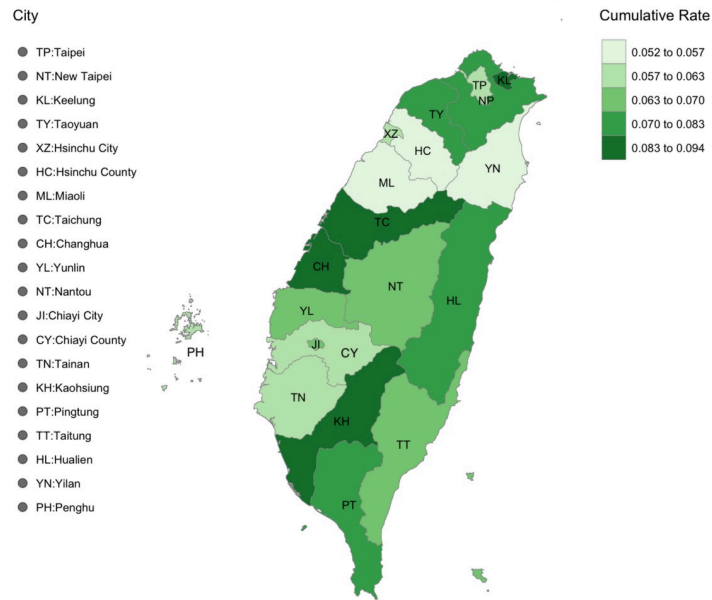 City
TP:Taipei
NT:New Taipei
KL:Keelung
TY:Taoyuan
XZ:Hsinchu City
HC:Hsinchu County
ML:Miaoli
TC:Taichung
CH:Changhua
YL:Yunlin
NT:Nantou
JI:Chiayi City
CY:Chiayi County
TN:Tainan
KH:Kaohsiung
PT:Pingtung
TT:Taitung
HL:Hualien
YN:Yilan
PH:Penghu
Cumulative Rate
0.052 to 0.057
0.057 to 0.063
0.063 to 0.070
0.070 to 0.083
0.083 to 0.094
KL
TP
NP
TY
XZ
HC
YN
ML
TC
CH
NT
HL
YL
JI
CY
PH
TN
KH
TT
PT